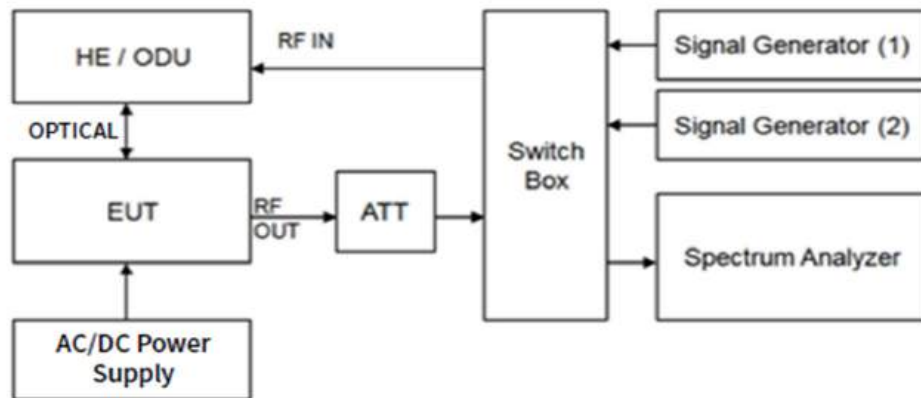 HE / ODU
RF IN
Signal Generator (1)
OPTICAL
Signal Generator (2)
Switch
Box
EUT
RF
OUT
ATT
Spectrum Analyzer
AC/DC Power
Supply